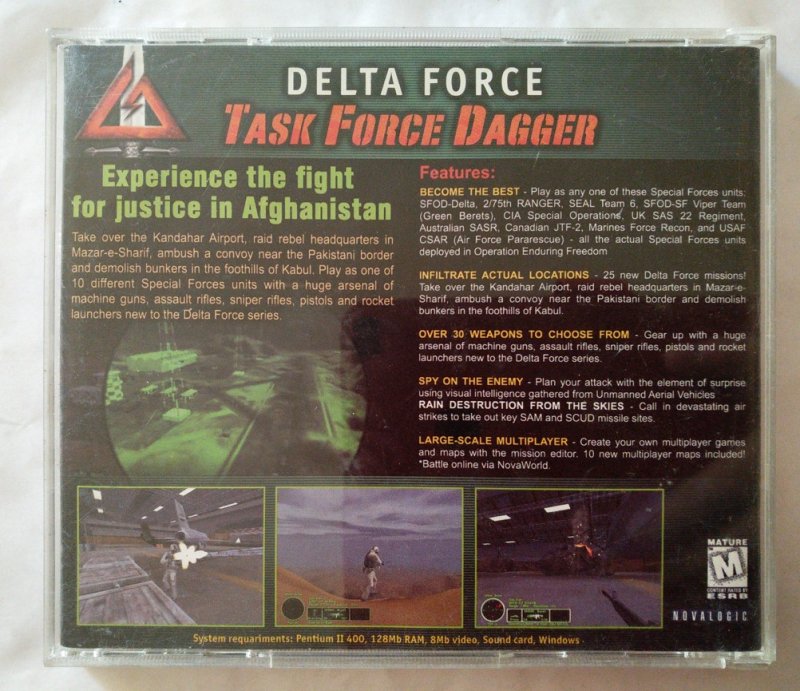 DELTA FORCE
TASK FORCE DAGGER
Experience the fight
for justice in Afghanistan
Take over the Kandahar Airport, raid rebel headquarters in
Mazar-e-Sharif, ambush a convoy near the Pakistani border
and demolish bunkers in the foothills of Kabul. Play as one of
10 different Special Forces units with a huge arsenal of
machine guns, assault rifles, sniper rifles, pistols and rocket
launchers new to the Delta Force series.
Features:
BECOME THE BEST - Play as any one of these Special Forces units:
SFOD-Delta, 2/75th RANGER, SEAL Team 6, SFOD-SF Viper Team
(Green Berets), CIA Special Operations, UK SAS 22 Regiment,
Australian SASR, Canadian JTF-2, Marines Force Recon, and USAF
CSAR (Air Force Pararescue) - all the actual Special Forces units
deployed in Operation Enduring Freedom
INFILTRATE ACTUAL LOCATIONS - 25 new Delta Force missions!
Take over the Kandahar Airport, raid rebel headquarters in Mazar-e-
Sharif, ambush a convoy near the Pakistani border and demolish
bunkers in the foothills of Kabul.
OVER 30 WEAPONS TO CHOOSE FROM - Gear up with a huge
arsenal of machine guns, assault rifles, sniper rifles, pistols and rocket
launchers new to the Delta Force series.
SPY ON THE ENEMY - Plan your attack with the element of surprise
using visual intelligence gathered from Unmanned Aerial Vehicles
RAIN DESTRUCTION FROM THE SKIES - Call in devastating air
strikes to take out key SAM and SCUD missile sites.
LARGE-SCALE MULTIPLAYER - Create your own multiplayer games
and maps with the mission editor. 10 new multiplayer maps included!
*Battle online via NovaWorld.
MATURE
M
CONTENT RATED BY
ESRB
NOVALOGIC
System requariments: Pentium II 400, 128Mb RAM, 8Mb video, Sound card, Windows